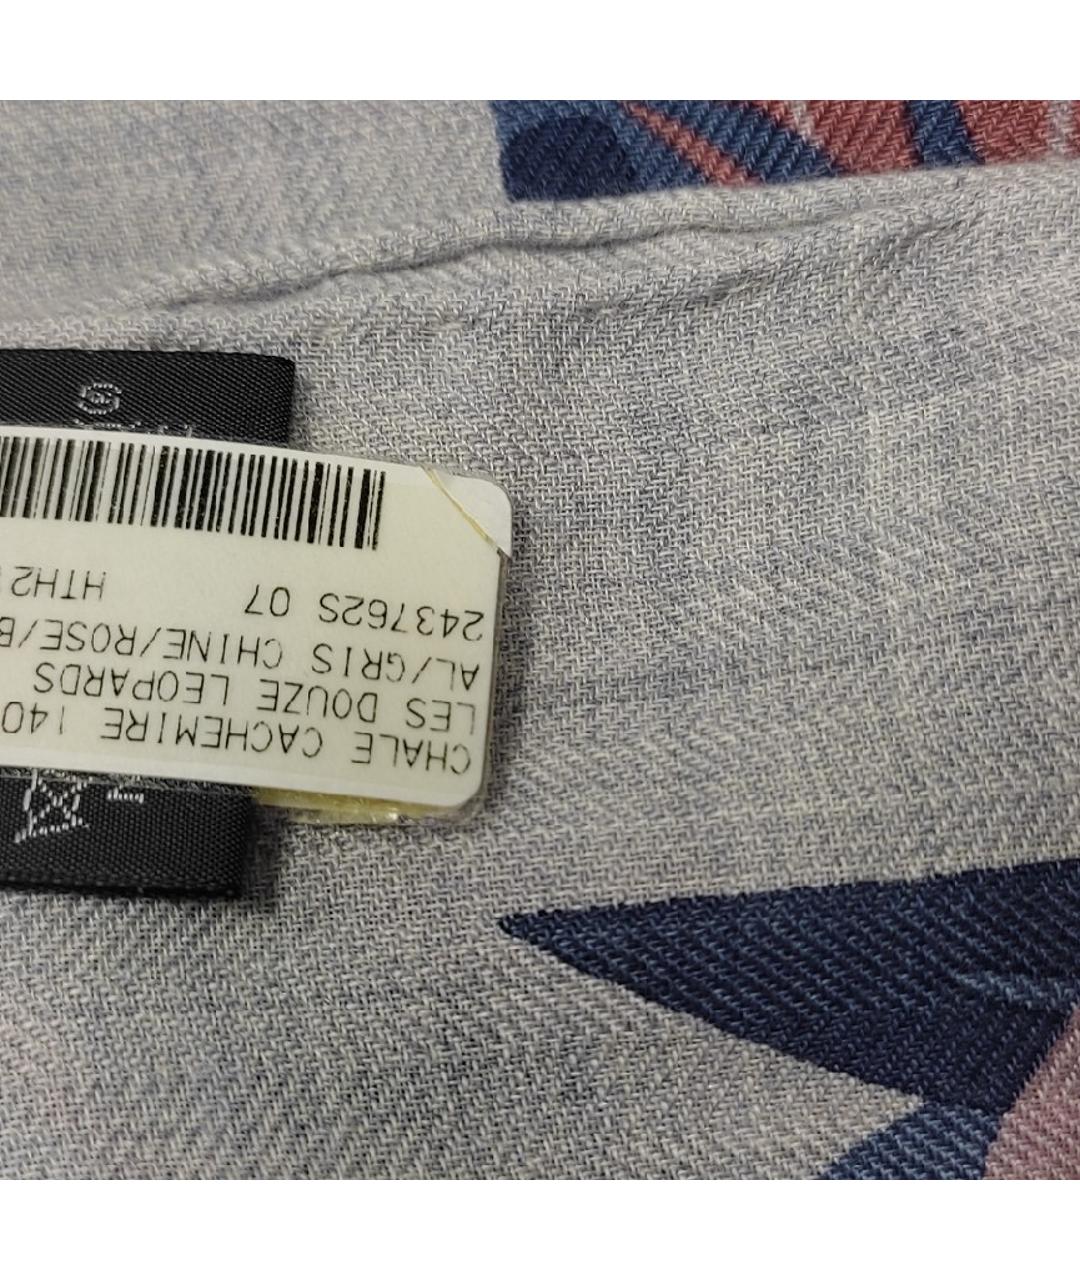 CHALE CACHEMIRE 140
LES DOUZE LEOPARDS
AL/GRIS CHINE/ROSE/B
243762S 07 HTH2